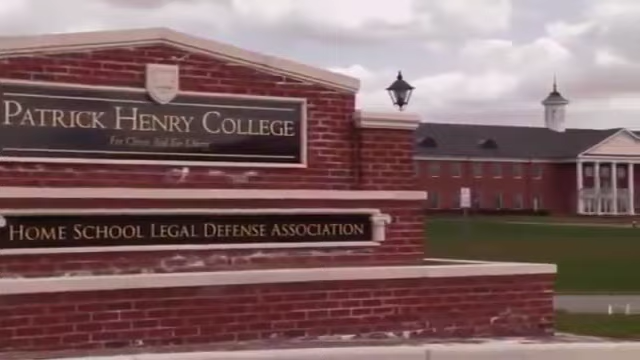 PATRICK HENRY COLLEGE
For Christ And For Liberty
HOME SCHOOL LEGAL DEFENSE ASSOCIATION